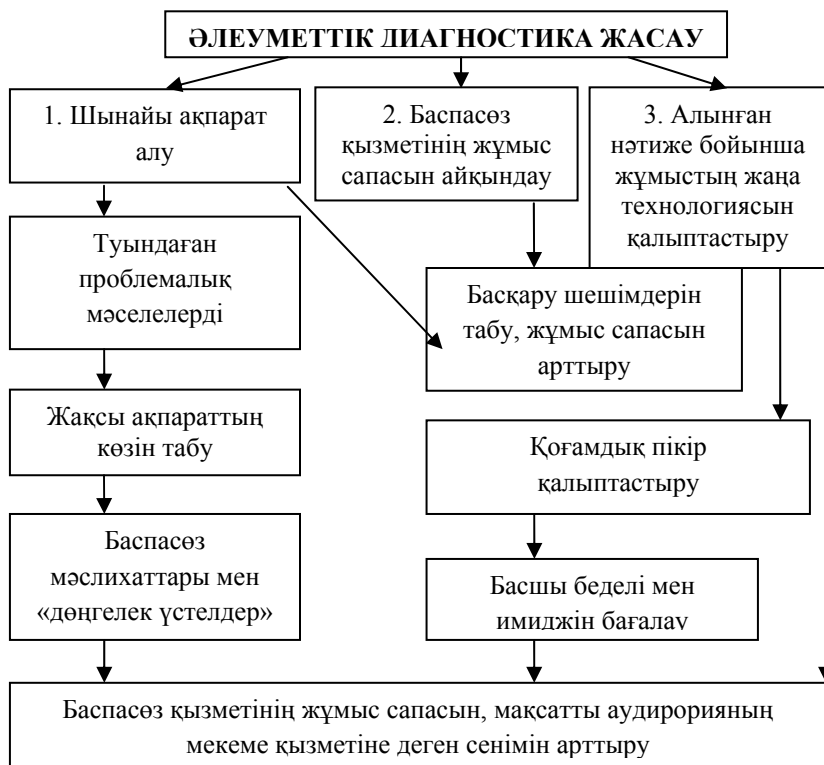 ӘЛЕУМЕТТІК ДИАГНОСТИКА ЖАСАУ
1. Шынайы ақпарат
алу
2. Баспасөз
қызметінің жұмыс
сапасын айқындау
3. Алынған
нәтиже бойынша
жұмыстың жаңа
технологиясын
қалыптастыру
Туындаған
проблемалық
мәселелерді
Басқару шешімдерін
табу, жұмыс сапасын
арттыру
Жақсы ақпараттың
көзін табу
Қоғамдық пікір
қалыптастыру
Баспасөз
мәслихаттары мен
«дөңгелек үстелдер»
Басшы беделі мен
имиджін бағалау
Баспасөз қызметінің жұмыс сапасын, мақсатты аудирорияның
мекеме қызметіне деген сенімін арттыру